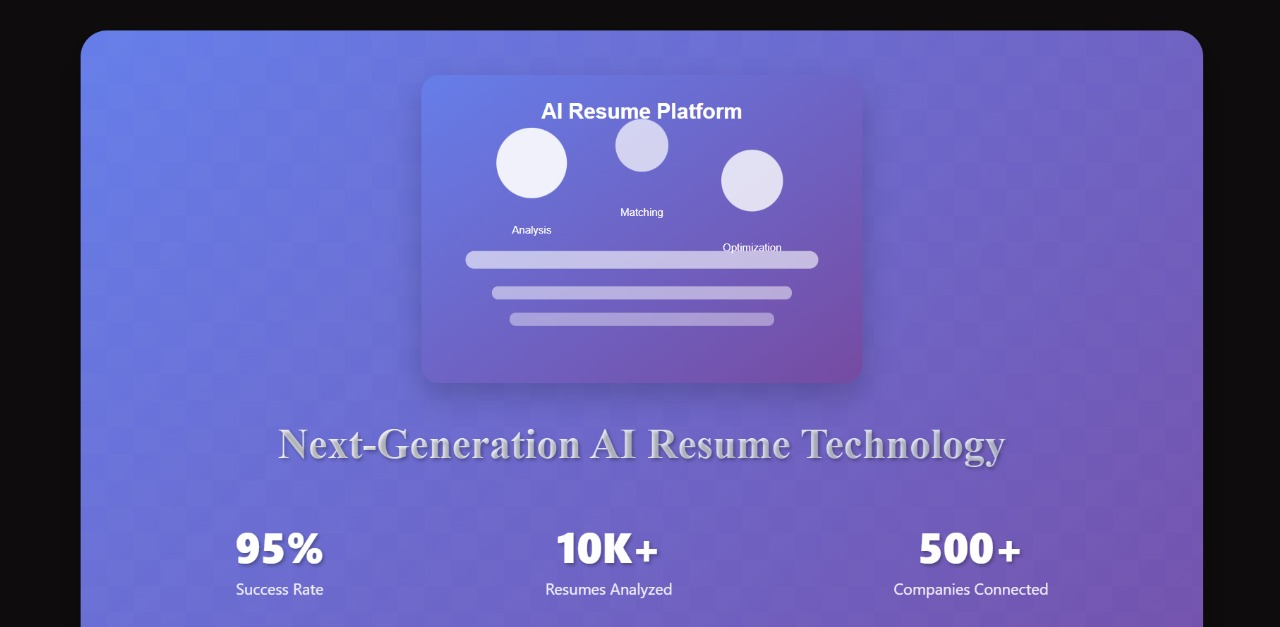 AI Resume Platform
Matching
Analysis
Optimization
Next-Generation AI Resume Technology
95%
10K+
500+
Success Rate
Resumes Analyzed
Companies Connected